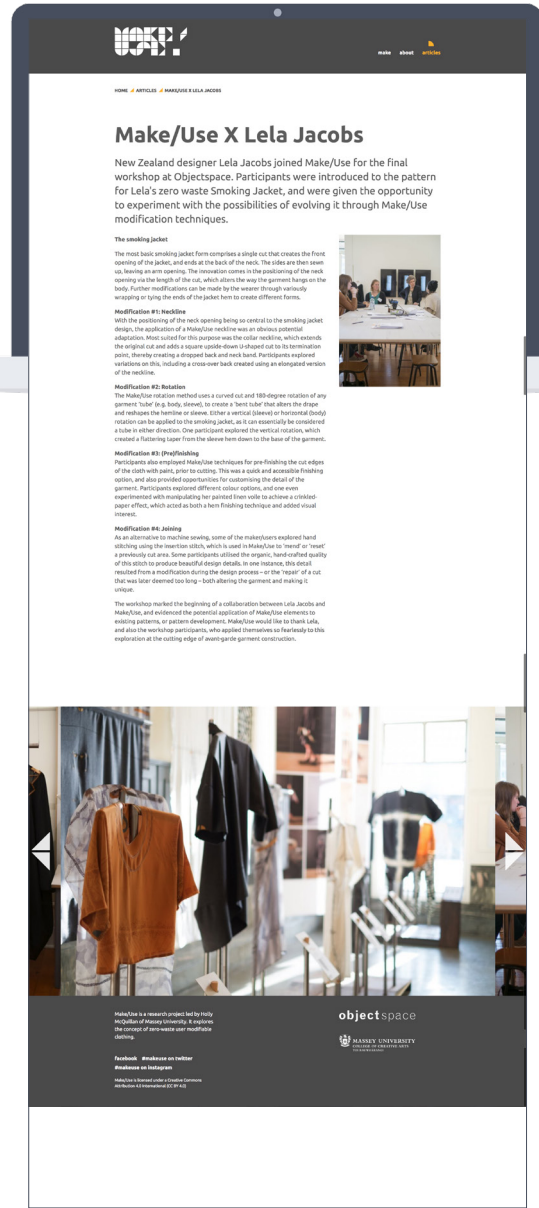 MAKE/
USE!
make about articles
HOME ARTICLES MAKE/USE X LELA JACOBS
Make/Use X Lela Jacobs
New Zealand designer Lela Jacobs joined Make/Use for the final
workshop at Objectspace. Participants were introduced to the pattern
for Lela's zero waste Smoking Jacket, and were given the opportunity
to experiment with the possibilities of evolving it through Make/Use
modification techniques.
The smoking jacket
The most basic smoking jacket form comprises a single cut that creates the front
opening of the jacket, and ends at the back of the neck. The sides are then sewn
up, leaving an arm opening. The innovation comes in the positioning of the neck
opening via the length of the cut, which alters the way the garment hangs on the
body. Further modifications can be made by the wearer through variously
wrapping or tying the ends of the jacket hem to create different forms.
Modification #1: Neckline
With the positioning of the neck opening being so central to the smoking jacket
design, the application of a Make/Use neckline was an obvious potential
adaptation. Most suited for this purpose was the collar neckline, which extends
the original cut and adds a square upside-down U-shaped cut to its termination
point, thereby creating a dropped back and neck band. Participants explored
variations on this, including a cross-over back created using an elongated version
of the neckline.
Modification #2: Rotation
The Make/Use rotation method uses a curved cut and 180-degree rotation of any
garment 'tube' (e.g. body, sleeve), to create a 'bent tube' that alters the drape
and reshapes the hemline or sleeve. Either a vertical (sleeve) or horizontal (body)
rotation can be applied to the smoking jacket, as it can essentially be considered
a tube in either direction. One participant explored the vertical rotation, which
created a flattering taper from the sleeve hem down to the base of the garment.
Modification #3: (Pre)finishing
Participants also employed Make/Use techniques for pre-finishing the cut edges
of the cloth with paint, prior to cutting. This was a quick and accessible finishing
option, and also provided opportunities for customising the detail of the
garment. Participants explored different colour options, and one even
experimented with manipulating her painted linen voile to achieve a crinkled-
paper effect, which acted as both a hem finishing technique and added visual
interest.
Modification #4: Joining
As an alternative to machine sewing, some of the maker/users explored hand
stitching using the insertion stitch, which is used in Make/Use to 'mend' or 'reset'
a previously cut area. Some participants utilised the organic, hand-crafted quality
of this stitch to produce beautiful design details. In one instance, this detail
resulted from a modification during the design process – or the 'repair' of a cut
that was later deemed too long – both altering the garment and making it
unique.
The workshop marked the beginning of a collaboration between Lela Jacobs and
Make/Use, and evidenced the potential application of Make/Use elements to
existing patterns, or pattern development. Make/Use would like to thank Lela,
and also the workshop participants, who applied themselves so fearlessly to this
exploration at the cutting edge of avant-garde garment construction.
Make/Use is a research project led by Holly
McQuillan of Massey University. It explores
the concept of zero-waste user modifiable
clothing.
facebook #makeuse on twitter
#makeuse on instagram
Make/Use is licensed under a Creative Commons
Attribution 4.0 International (CC BY 4.0)
objectspace
MASSEY UNIVERSITY
COLLEGE OF CREATIVE ARTS